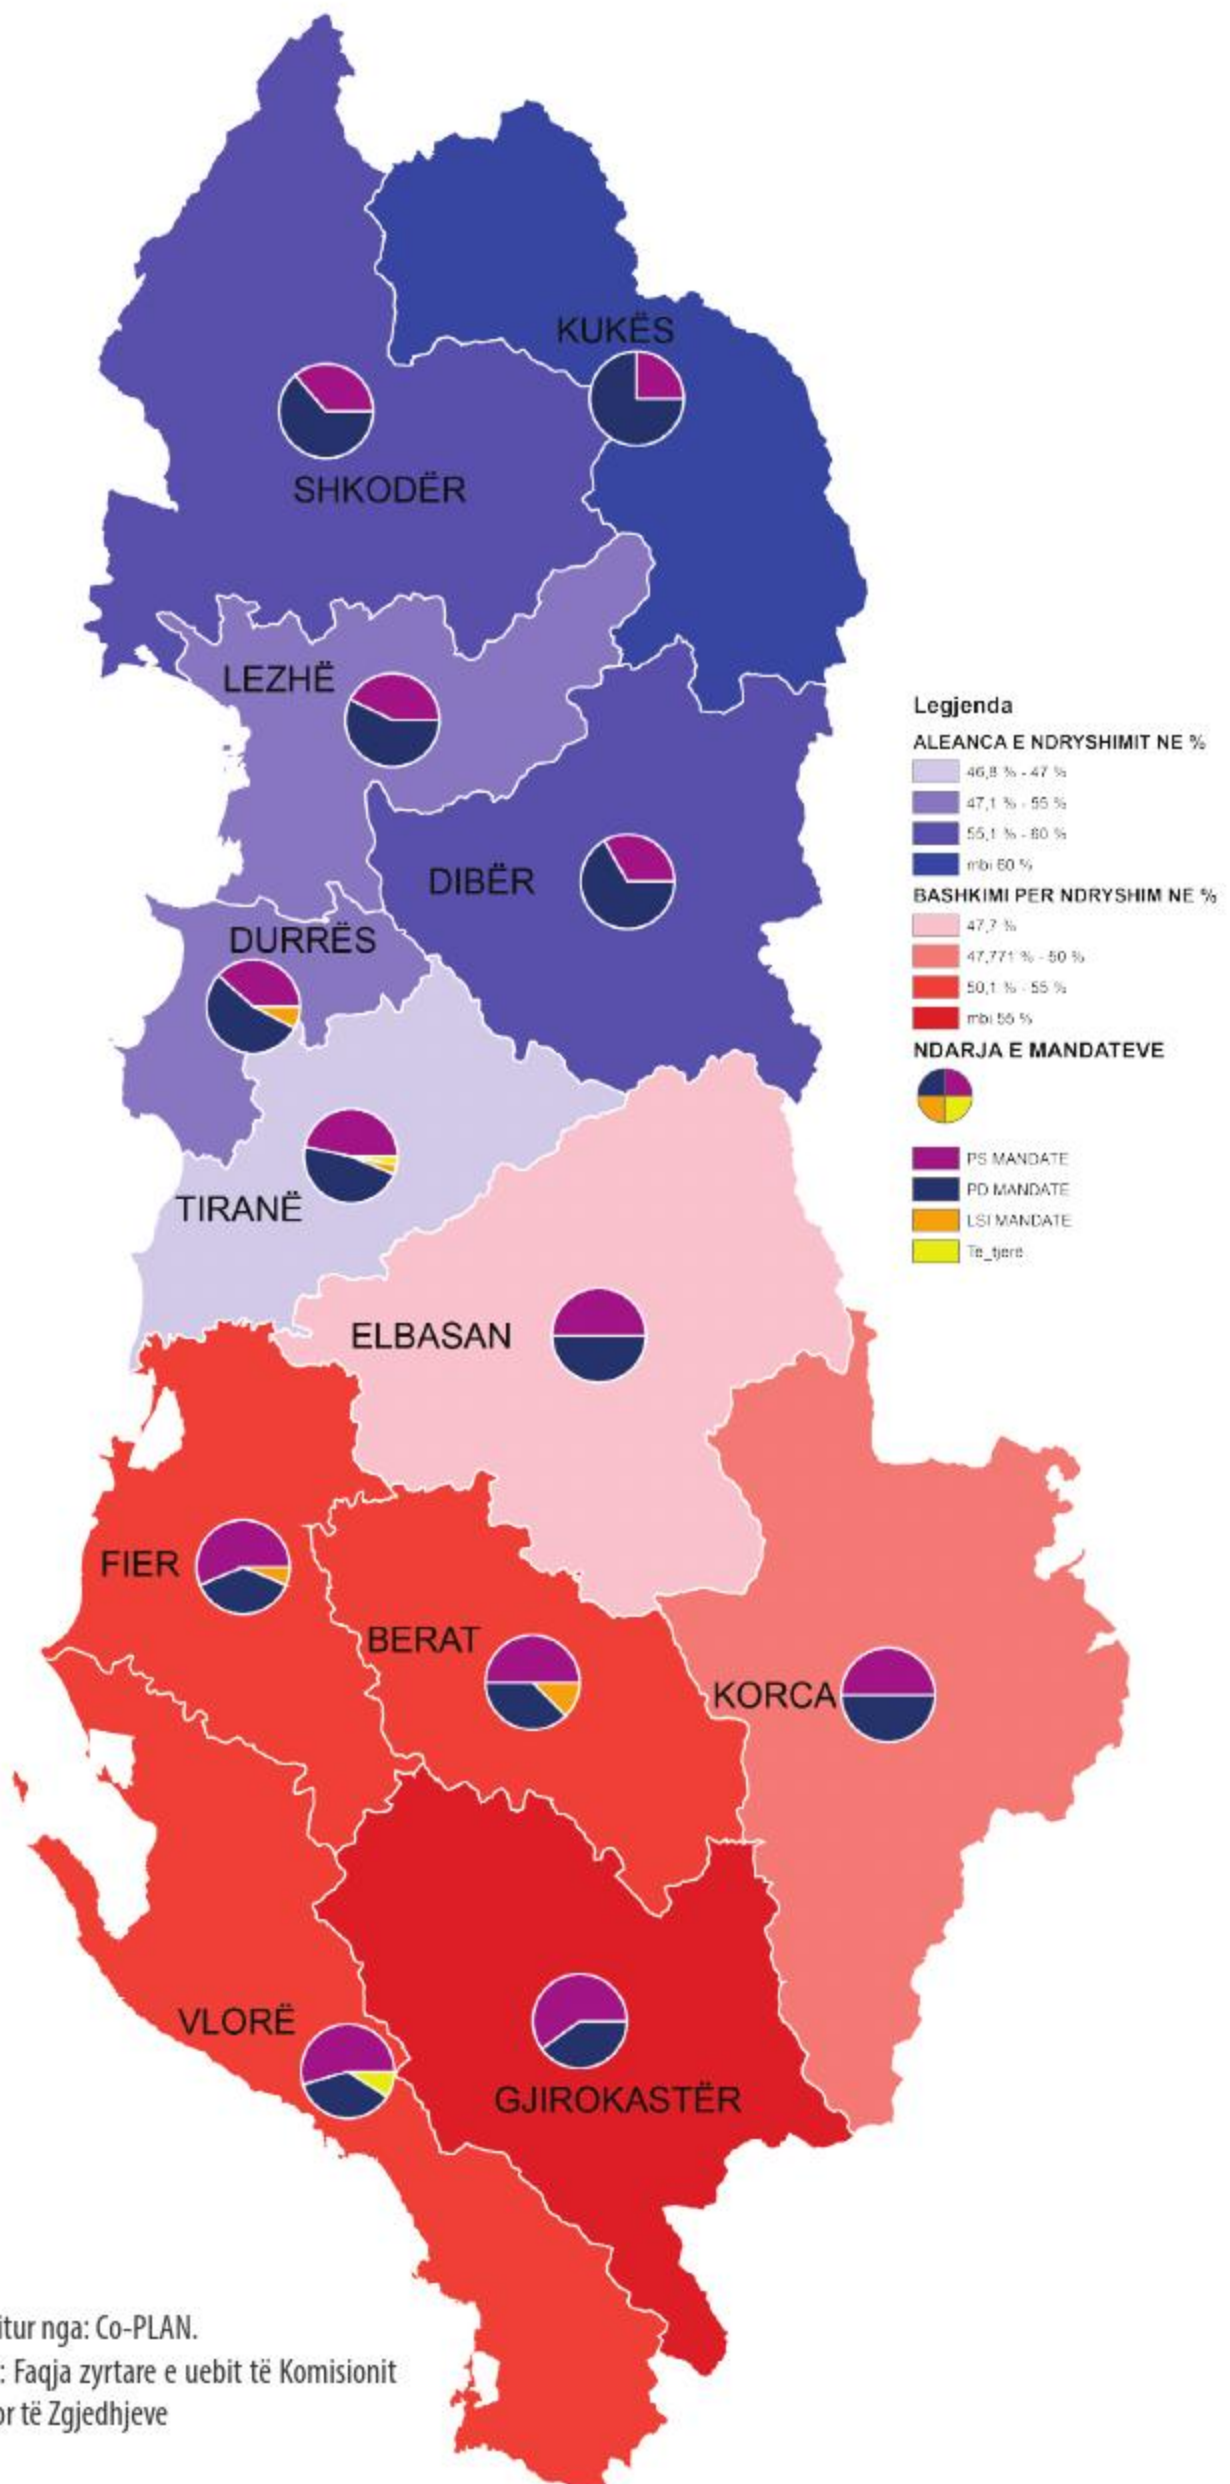 KUKËS
SHKODËR
LEZHË
DIBËR
DURRËS
TIRANË
ELBASAN
FIER
BERAT
KORCA
VLORË
GJIROKASTËR
Legjenda
ALEANCA E NDRYSHIMIT NE %
46,8 % - 47 %
47,1 % - 55 %
55,1 % - 60 %
mbi 60 %
BASHKIMI PER NDRYSHIM NE %
47,7 %
47,771 % - 50 %
50,1 % - 55 %
mbi 55 %
NDARJA E MANDATEVE
PS MANDATE
PD MANDATE
LSI MANDATE
Të_tjerë
itur nga: Co-PLAN.
: Faqja zyrtare e uebit të Komisionit
or të Zgjedhjeve